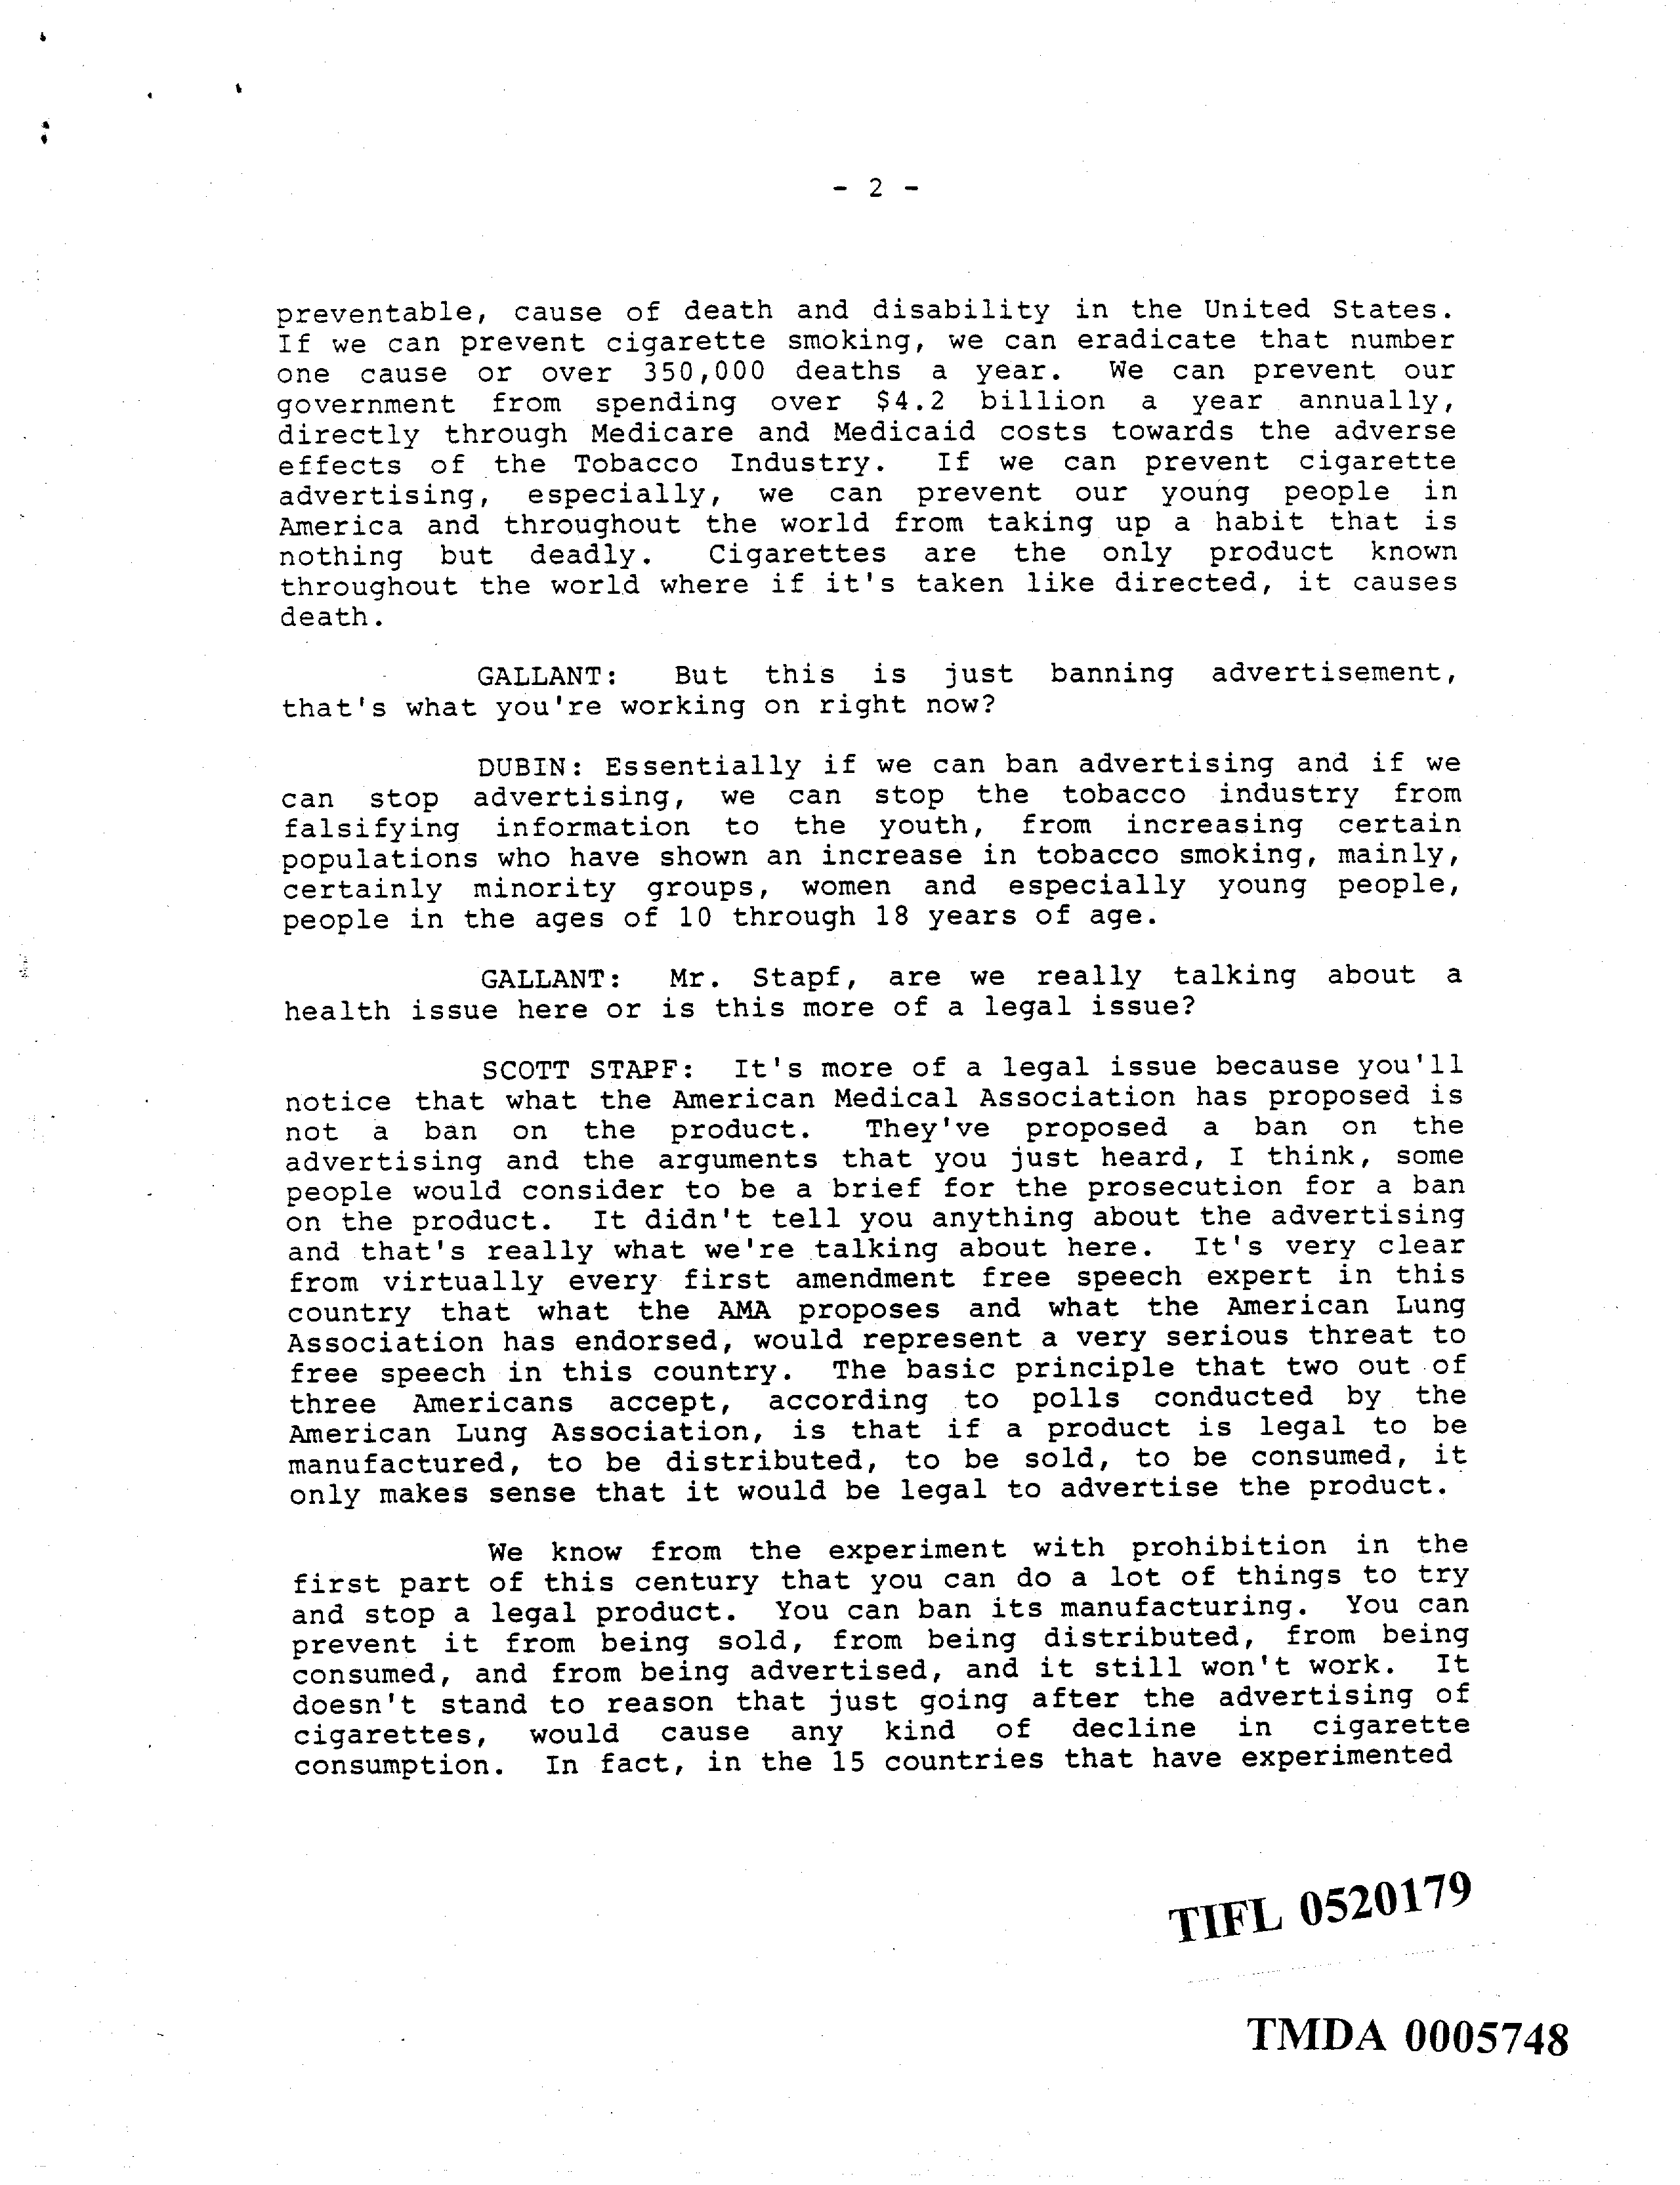 - 2 -
preventable, cause of death and disability in the United States.
If we can prevent cigarette smoking, we can eradicate that number
one cause or over 350,000 deaths a year. We can prevent our
government from spending over $4.2 billion a year annually,
directly through Medicare and Medicaid costs towards the adverse
effects of the Tobacco Industry. If we can prevent cigarette
advertising, especially, we can prevent our young people in
America and throughout the world from taking up a habit that is
nothing but deadly. Cigarettes are the only product known
throughout the world where if it's taken like directed, it causes
death.
GALLANT: But this is just banning advertisement,
that's what you're working on right now?
DUBIN: Essentially if we can ban advertising and if we
can stop advertising, we can stop the tobacco industry from
falsifying information to the youth, from increasing certain
populations who have shown an increase in tobacco smoking, mainly,
certainly minority groups, women and especially young people,
people in the ages of 10 through 18 years of age.
GALLANT: Mr. Stapf, are we really talking about a
health issue here or is this more of a legal issue?
SCOTT STAPF: It's more of a legal issue because you'll
notice that what the American Medical Association has proposed is
not a ban on the product. They've proposed a ban on the
advertising and the arguments that you just heard, I think, some
people would consider to be a brief for the prosecution for a ban
on the product. It didn't tell you anything about the advertising
and that's really what we're talking about here. It's very clear
from virtually every first amendment free speech expert in this
country that what the AMA proposes and what the American Lung
Association has endorsed, would represent a very serious threat to
free speech in this country. The basic principle that two out of
three Americans accept, according to polls conducted by the
American Lung Association, is that if a product is legal to be
manufactured, to be distributed, to be sold, to be consumed, it
only makes sense that it would be legal to advertise the product.
We know from the experiment with prohibition in the
first part of this century that you can do a lot of things to try
and stop a legal product. You can ban its manufacturing. You can
prevent it from being sold, from being distributed, from being
consumed, and from being advertised, and it still won't work. It
doesn't stand to reason that just going after the advertising of
cigarettes, would cause any kind of decline in cigarette
consumption. In fact, in the 15 countries that have experimented
TIFL 0520179
TMDA 0005748